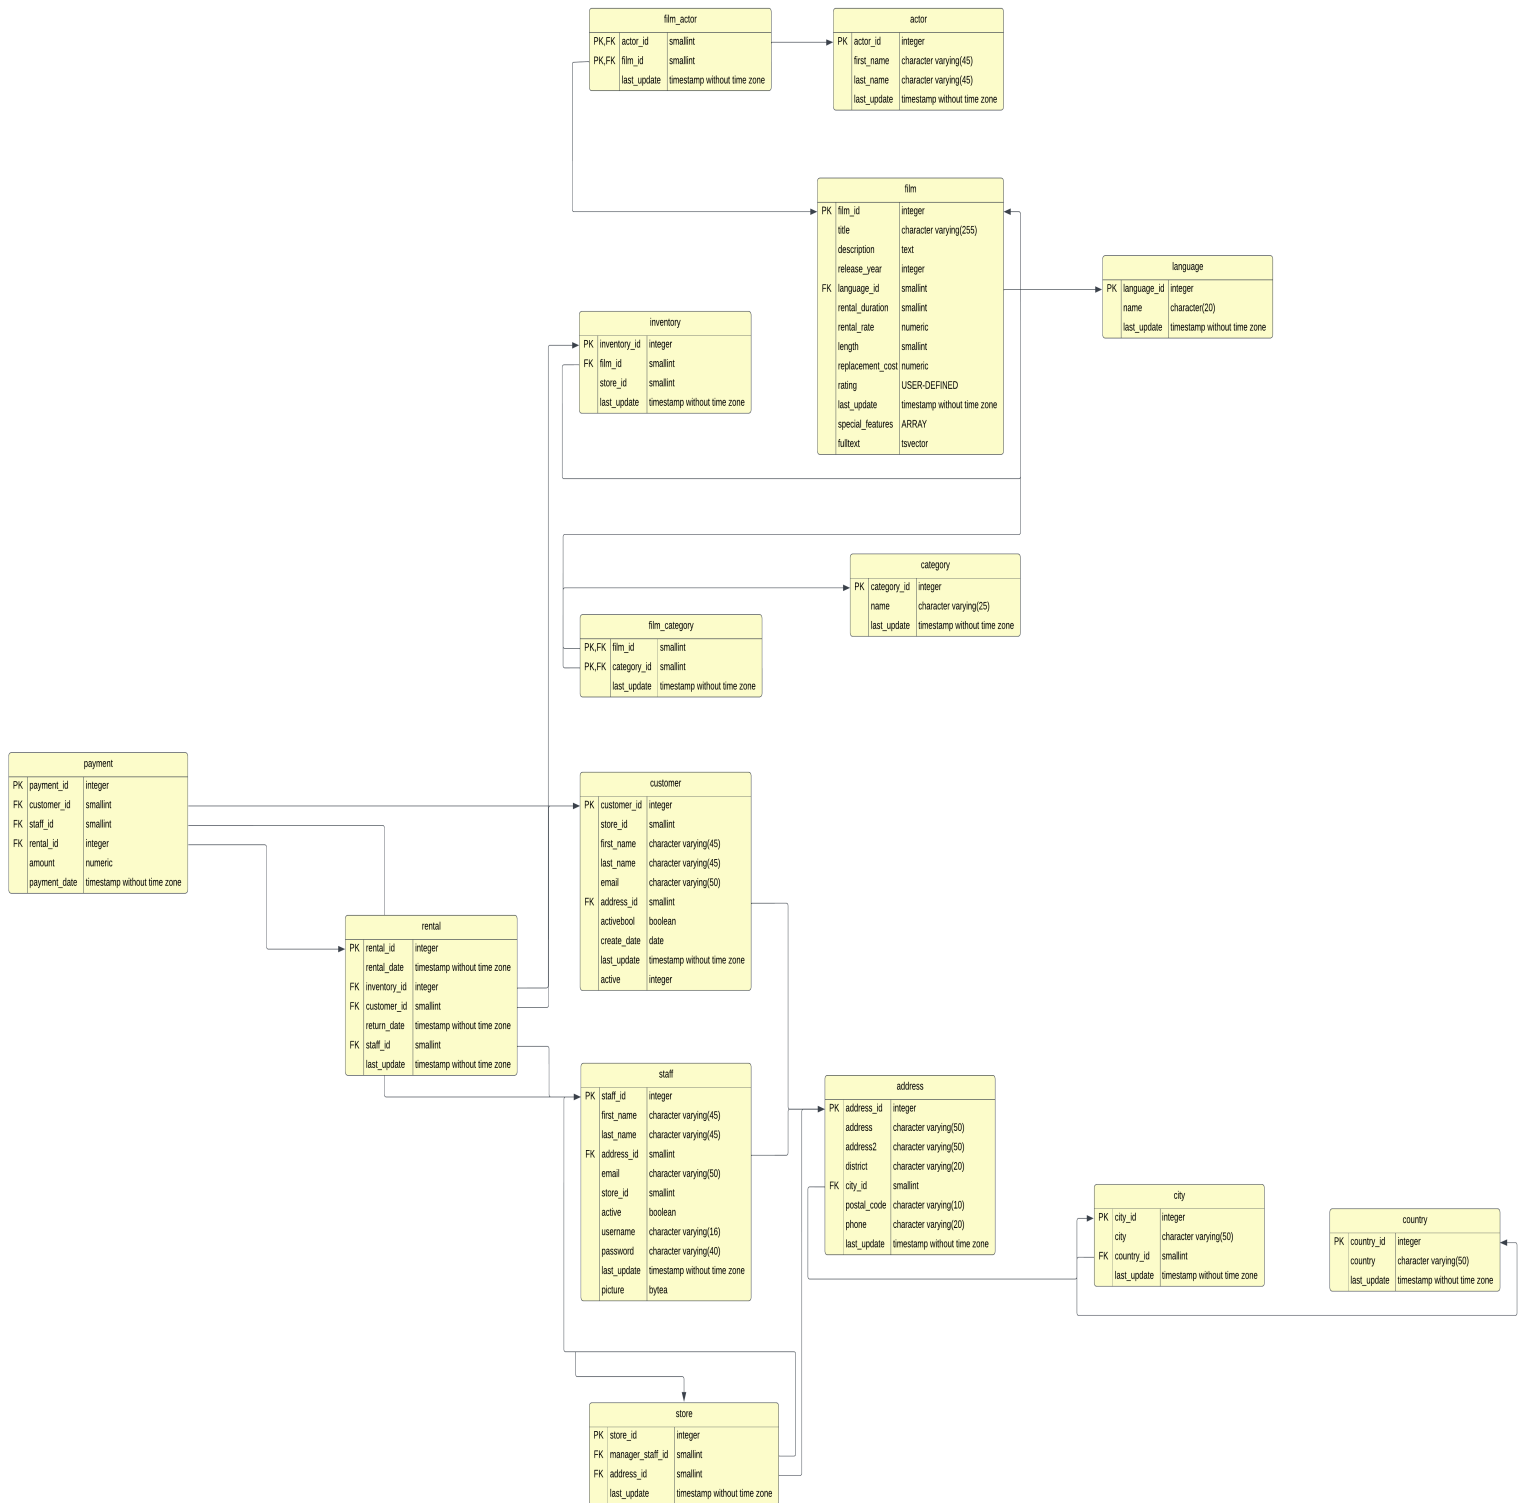 film_actor
PK,FK actor_id smallint
PK,FK film_id smallint
last_update timestamp without time zone
actor
PK actor_id integer
first_name character varying(45)
last_name character varying(45)
last_update timestamp without time zone
film
PK film_id integer
title character varying(255)
description text
release_year integer
FK language_id smallint
rental_duration smallint
rental_rate numeric
length smallint
replacement_cost numeric
rating USER-DEFINED
last_update timestamp without time zone
special_features ARRAY
fulltext tsvector
language
PK language_id integer
name character(20)
last_update timestamp without time zone
inventory
PK inventory_id integer
FK film_id smallint
store_id smallint
last_update timestamp without time zone
category
PK category_id integer
name character varying(25)
last_update timestamp without time zone
film_category
PK,FK film_id smallint
PK,FK category_id smallint
last_update timestamp without time zone
payment
PK payment_id integer
FK customer_id smallint
FK staff_id smallint
FK rental_id integer
amount numeric
payment_date timestamp without time zone
customer
PK customer_id integer
store_id smallint
first_name character varying(45)
last_name character varying(45)
email character varying(50)
FK address_id smallint
activebool boolean
create_date date
last_update timestamp without time zone
active integer
rental
PK rental_id integer
rental_date timestamp without time zone
FK inventory_id integer
FK customer_id smallint
return_date timestamp without time zone
FK staff_id smallint
last_update timestamp without time zone
staff
PK staff_id integer
first_name character varying(45)
last_name character varying(45)
FK address_id smallint
email character varying(50)
store_id smallint
active boolean
username character varying(16)
password character varying(40)
last_update timestamp without time zone
picture bytea
address
PK address_id integer
address character varying(50)
address2 character varying(50)
district character varying(20)
FK city_id smallint
postal_code character varying(10)
phone character varying(20)
last_update timestamp without time zone
city
PK city_id integer
city character varying(50)
FK country_id smallint
last_update timestamp without time zone
country
PK country_id integer
country character varying(50)
last_update timestamp without time zone
store
PK store_id integer
FK manager_staff_id smallint
FK address_id smallint
last_update timestamp without time zone